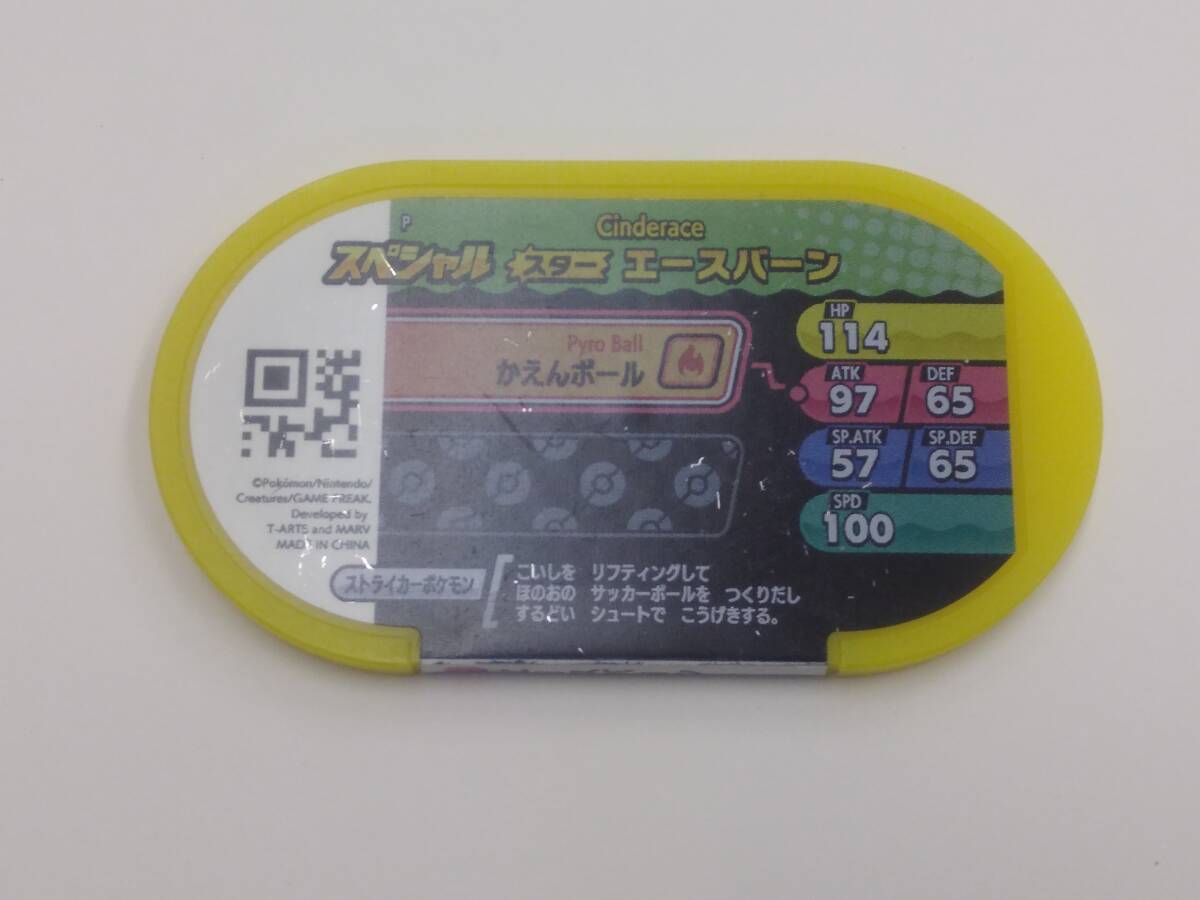 P
Cinderace
スペシャル スター エースバーン
Pyro Ball
かえんボール
HP
114
ATK
97
DEF
65
SP.ATK
57
SP.DEF
65
SPD
100
©Pokémon/Nintendo/
Creatures/GAME FREAK.
Developed by
T-ARTS and MARV
MADE IN CHINA
ストライカーポケモン
こいしを リフティングして
ほのおの サッカーボールを つくりだし
するどい シュートで こうげきする。